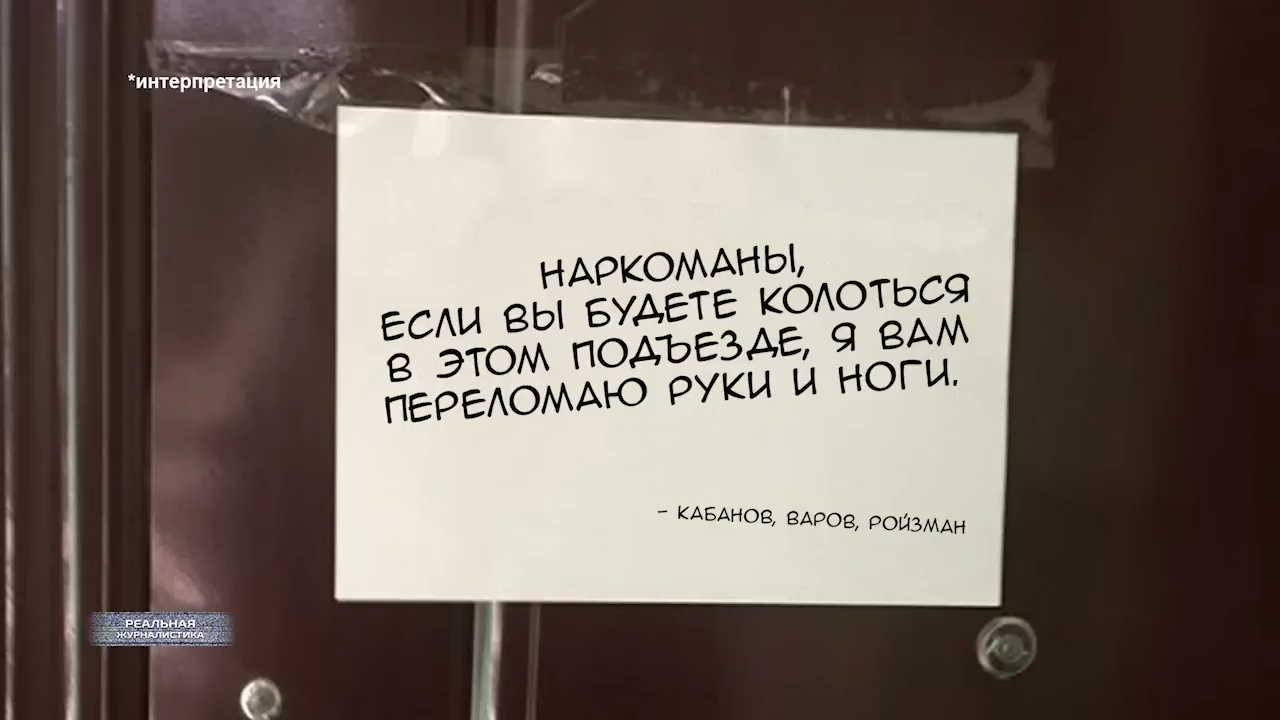 *интерпретация
НАРКОМАНЫ,
ЕСЛИ ВЫ БУДЕТЕ КОЛОТЬСЯ
В ЭТОМ ПОДЪЕЗДЕ, Я ВАМ
ПЕРЕЛОМАЮ РУКИ И НОГИ.
– КАБАНОВ, ВАРОВ, РОЙЗМАН
РЕАЛЬНАЯ
ЖУРНАЛИСТИКА